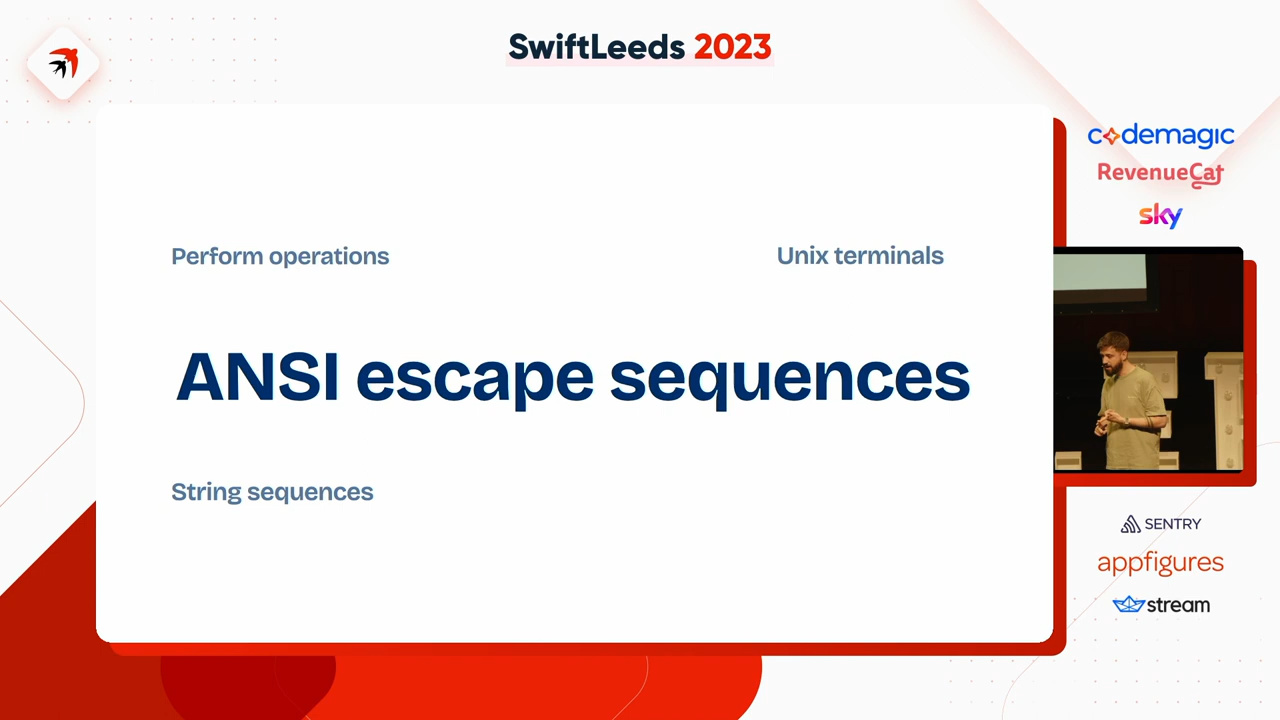 SwiftLeeds 2023
codemagic
RevenueCat
sky
Perform operations
Unix terminals
ANSI escape sequences
String sequences
SENTRY
appfigures
stream